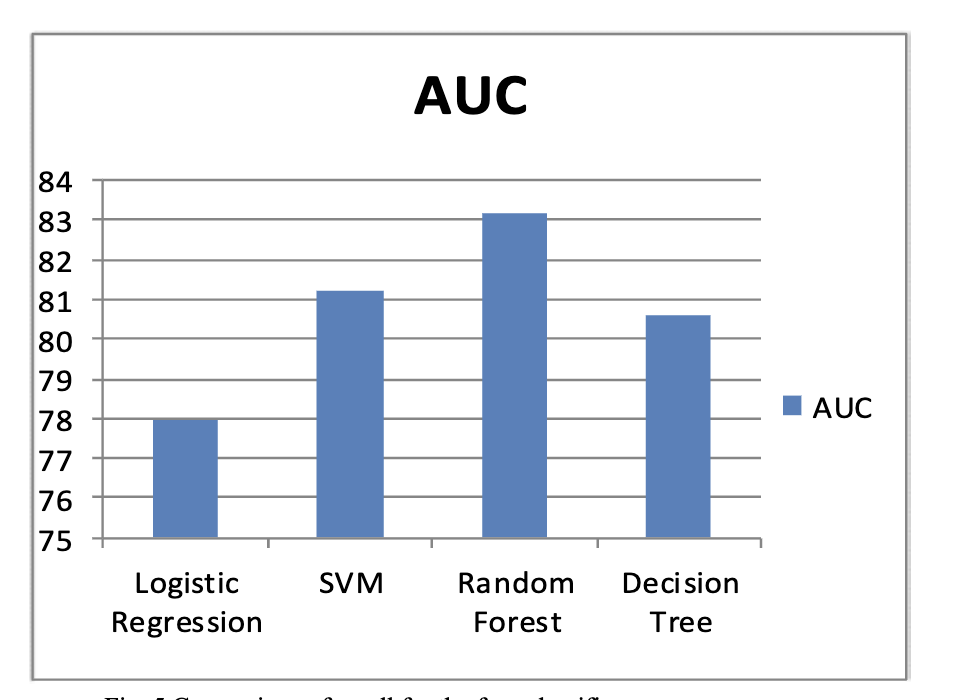 AUC
84
83
82
81
80
79
78
77
76
75
Logistic Regression
SVM
Random Forest
Decision Tree
AUC